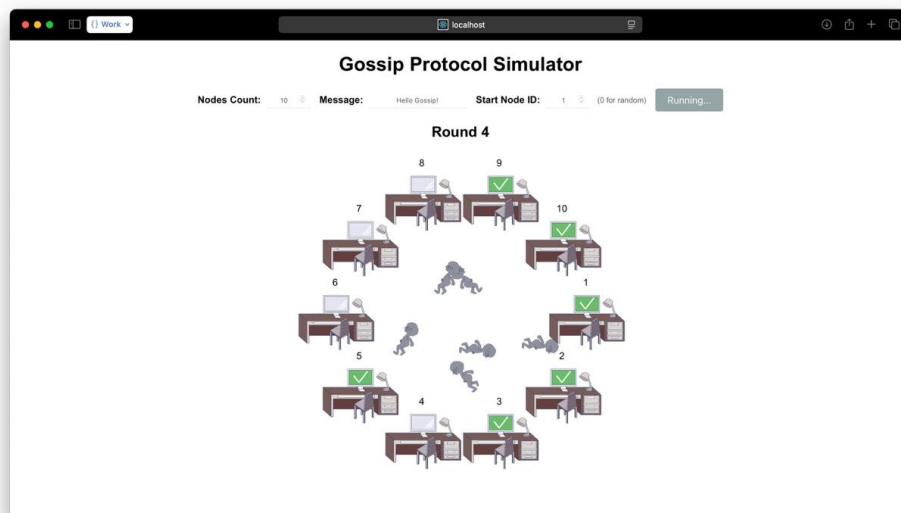 {} Work
localhost
Gossip Protocol Simulator
Nodes Count: 10 Message: Hello Gossip! Start Node ID: 1 (0 for random) Running...
Round 4
8 9
7 10
6 1
5 2
4 3